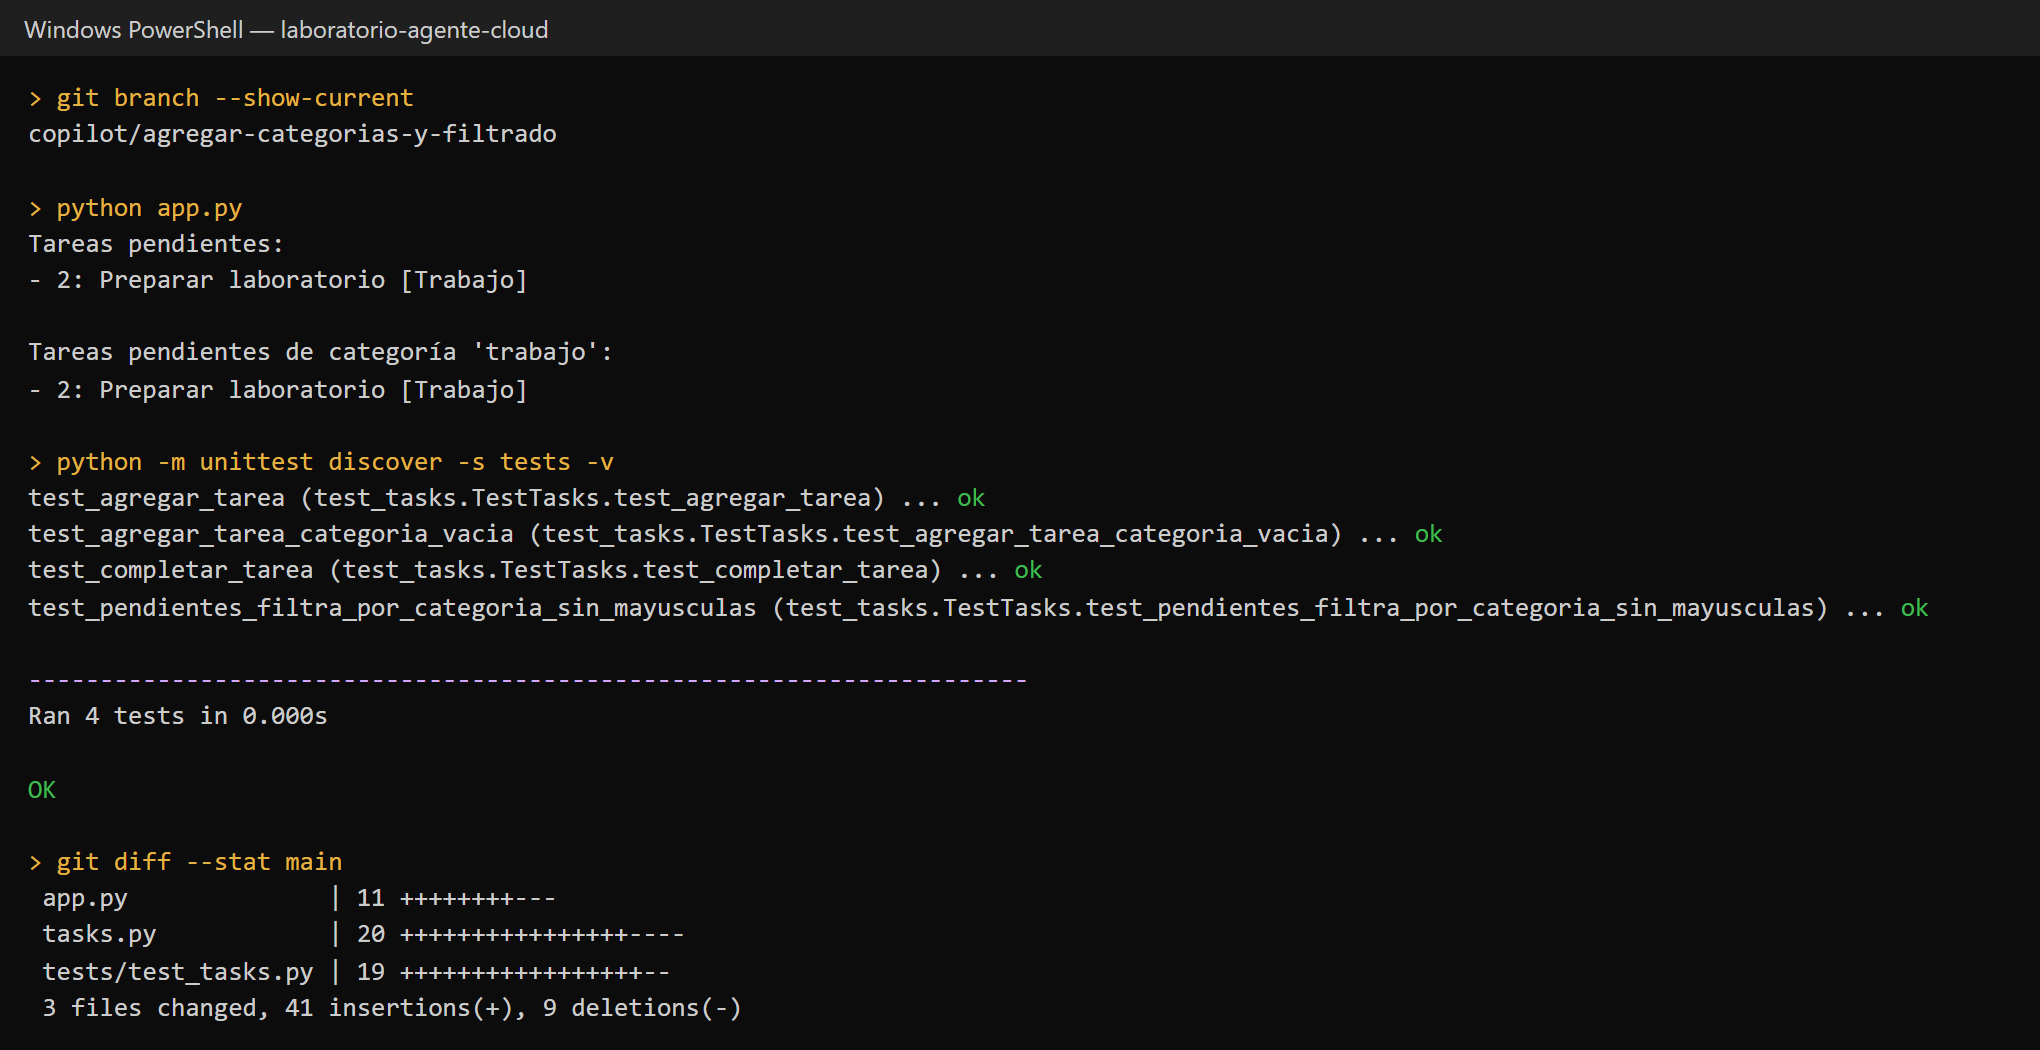 Windows PowerShell — laboratorio-agente-cloud
> git branch --show-current
copilot/agregar-categorias-y-filtrado
> python app.py
Tareas pendientes:
- 2: Preparar laboratorio [Trabajo]
Tareas pendientes de categoría 'trabajo':
- 2: Preparar laboratorio [Trabajo]
> python -m unittest discover -s tests -v
test_agregar_tarea (test_tasks.TestTasks.test_agregar_tarea) ... ok
test_agregar_tarea_categoria_vacia (test_tasks.TestTasks.test_agregar_tarea_categoria_vacia) ... ok
test_completar_tarea (test_tasks.TestTasks.test_completar_tarea) ... ok
test_pendientes_filtra_por_categoria_sin_mayusculas (test_tasks.TestTasks.test_pendientes_filtra_por_categoria_sin_mayusculas) ... ok
----------------------------------------------------------------------
Ran 4 tests in 0.000s
OK
> git diff --stat main
app.py | 11 ++++++++---
tasks.py | 20 ++++++++++++++++----
tests/test_tasks.py | 19 +++++++++++++++++--
3 files changed, 41 insertions(+), 9 deletions(-)